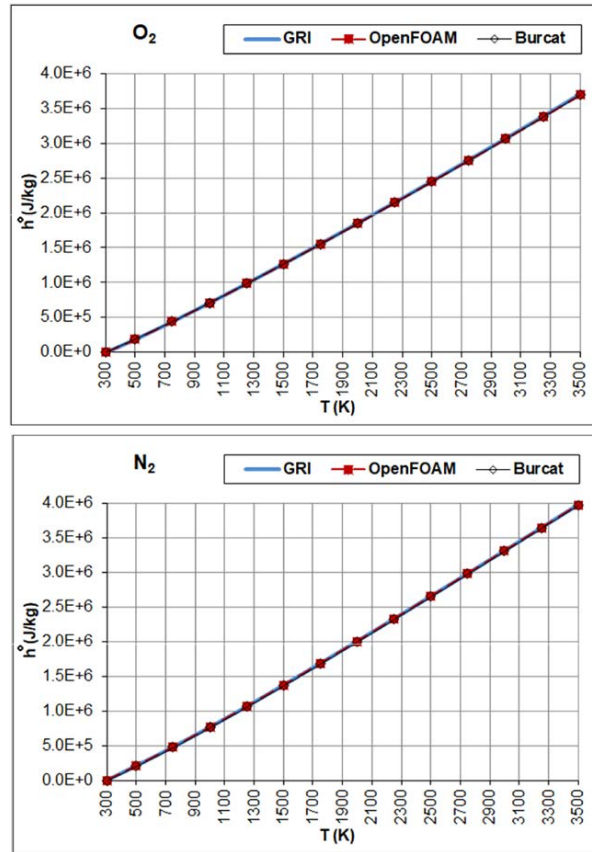 O2
GRI OpenFOAM Burcat
4.0E+6
3.5E+6
3.0E+6
2.5E+6
2.0E+6
1.5E+6
1.0E+6
5.0E+5
0.0E+0
h° (J/kg)
300 500 700 900 1100 1300 1500 1700 1900 2100 2300 2500 2700 2900 3100 3300 3500
T (K)
N2
GRI OpenFOAM Burcat
4.0E+6
3.5E+6
3.0E+6
2.5E+6
2.0E+6
1.5E+6
1.0E+6
5.0E+5
0.0E+0
h° (J/kg)
300 500 700 900 1100 1300 1500 1700 1900 2100 2300 2500 2700 2900 3100 3300 3500
T (K)